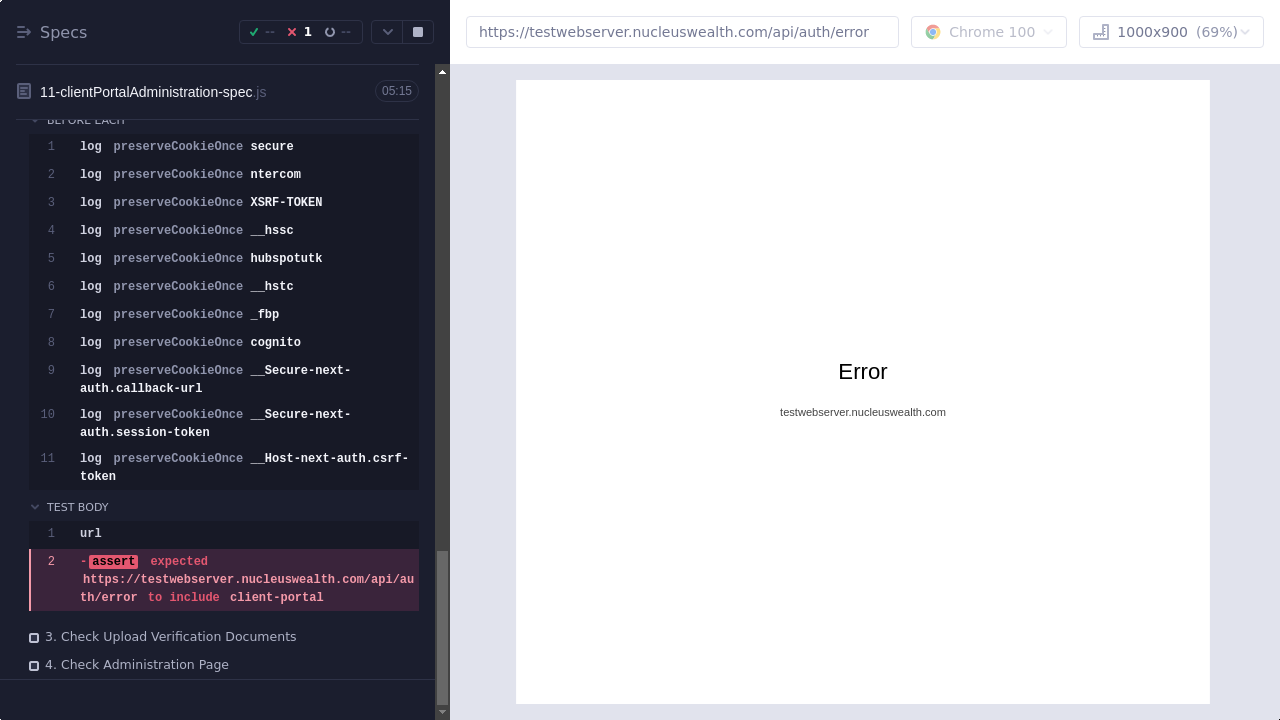 Specs
-- 1 --
https://testwebserver.nucleuswealth.com/api/auth/error
Chrome 100
1000x900 (69%)
11-clientPortalAdministration-spec.js
05:15
BEFORE EACH
1 log preserveCookieOnce secure
2 log preserveCookieOnce ntercom
3 log preserveCookieOnce XSRF-TOKEN
4 log preserveCookieOnce __hssc
5 log preserveCookieOnce hubspotutk
6 log preserveCookieOnce __hstc
7 log preserveCookieOnce _fbp
8 log preserveCookieOnce cognito
9 log preserveCookieOnce __Secure-next-
auth.callback-url
10 log preserveCookieOnce __Secure-next-
auth.session-token
11 log preserveCookieOnce __Host-next-auth.csrf-
token
TEST BODY
1 url
2 -assert expected
https://testwebserver.nucleuswealth.com/api/au
th/error to include client-portal
3. Check Upload Verification Documents
4. Check Administration Page
Error
testwebserver.nucleuswealth.com